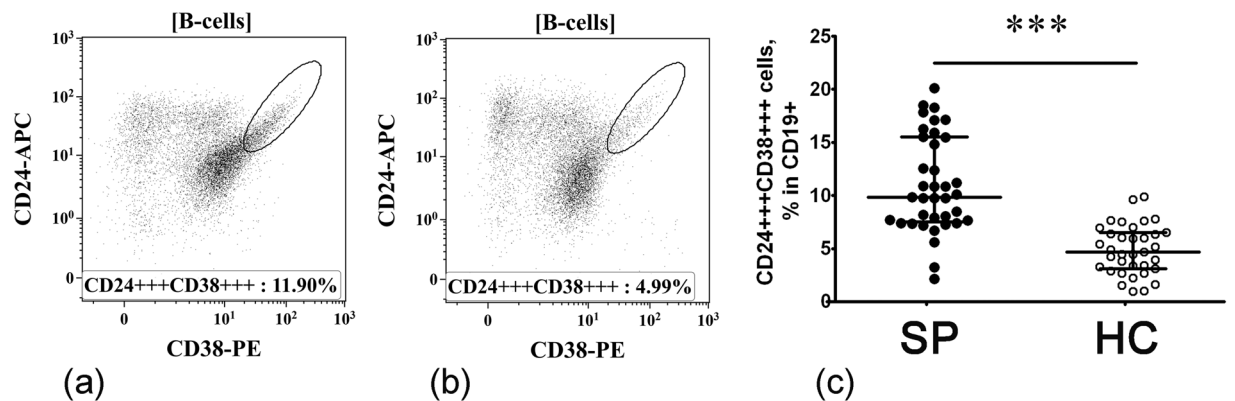 [B-cells]
10³
10²
10¹
10⁰
0
CD24-APC
CD24+++CD38+++ : 11.90%
0
10¹
10²
10³
CD38-PE
(a)
[B-cells]
10³
10²
10¹
10⁰
0
CD24-APC
CD24+++CD38+++ : 4.99%
0
10¹
10²
10³
CD38-PE
(b)
CD24+++CD38+++ cells,
% in CD19+
25
20
15
10
5
0
***
SP
HC
(c)